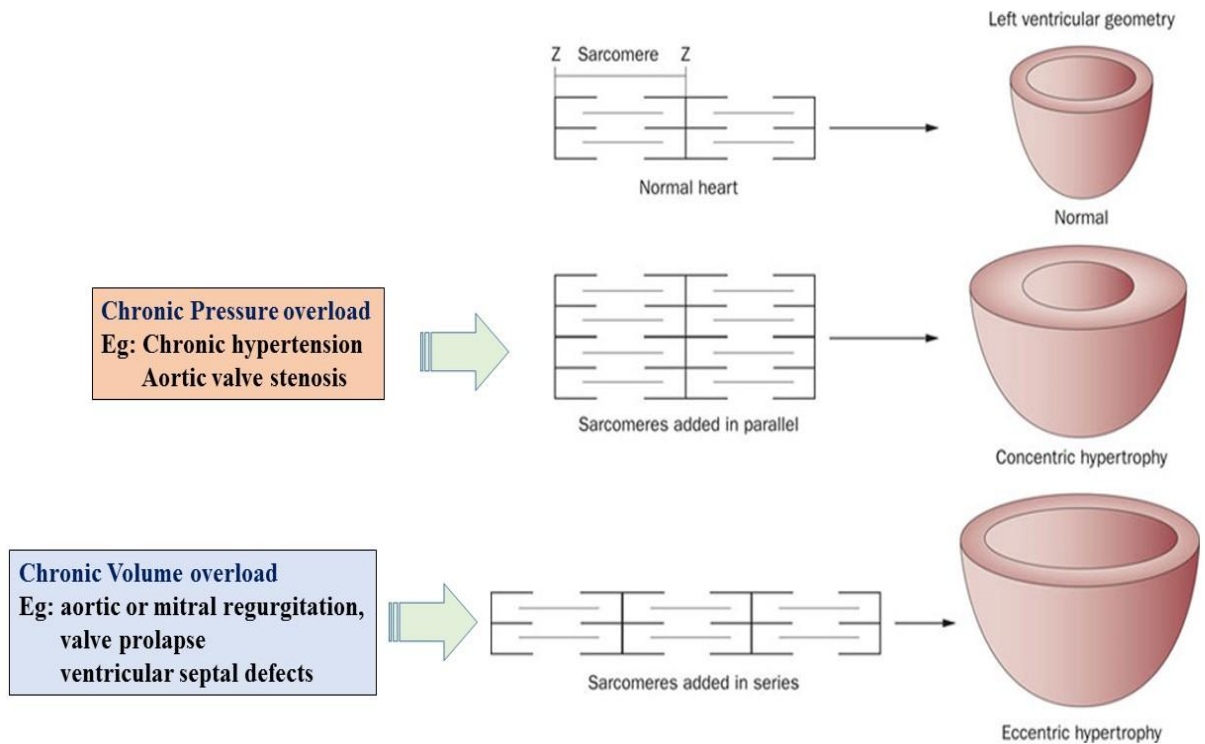 Left ventricular geometry
Z Sarcomere Z
Normal heart
Normal
Chronic Pressure overload
Eg: Chronic hypertension
Aortic valve stenosis
Sarcomeres added in parallel
Concentric hypertrophy
Chronic Volume overload
Eg: aortic or mitral regurgitation,
valve prolapse
ventricular septal defects
Sarcomeres added in series
Eccentric hypertrophy